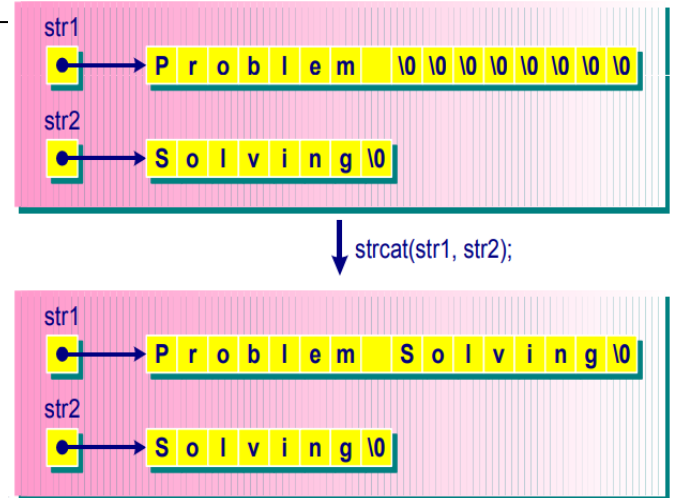 str1
P r o b l e m \0 \0 \0 \0 \0 \0 \0 \0
str2
S o l v i n g \0
strcat(str1, str2);
str1
P r o b l e m S o l v i n g \0
str2
S o l v i n g \0